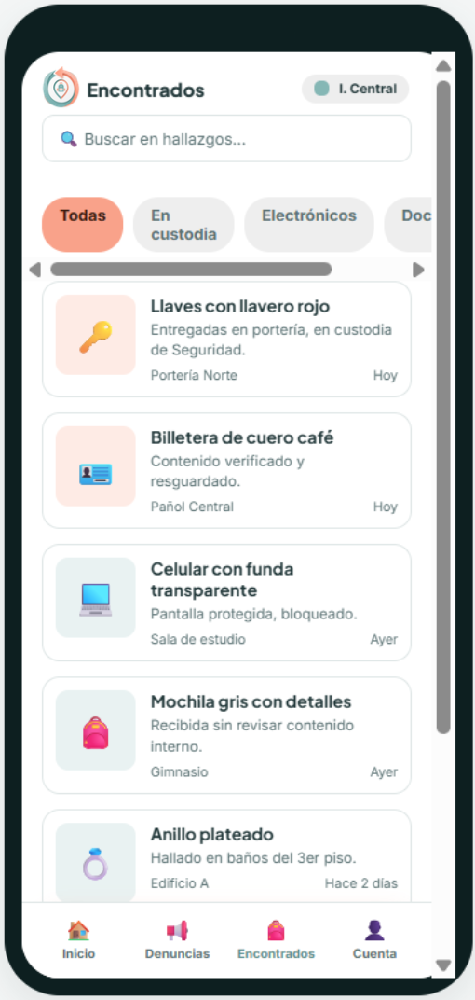 Encontrados
I. Central
Buscar en hallazgos...
Todas
En
custodia
Electrónicos
Doc
Llaves con llavero rojo
Entregadas en portería, en custodia
de Seguridad.
Portería Norte
Hoy
Billetera de cuero café
Contenido verificado y
resguardado.
Pañol Central
Hoy
Celular con funda
transparente
Pantalla protegida, bloqueado.
Sala de estudio
Ayer
Mochila gris con detalles
Recibida sin revisar contenido
interno.
Gimnasio
Ayer
Anillo plateado
Hallado en baños del 3er piso.
Edificio A
Hace 2 días
Inicio
Denuncias
Encontrados
Cuenta